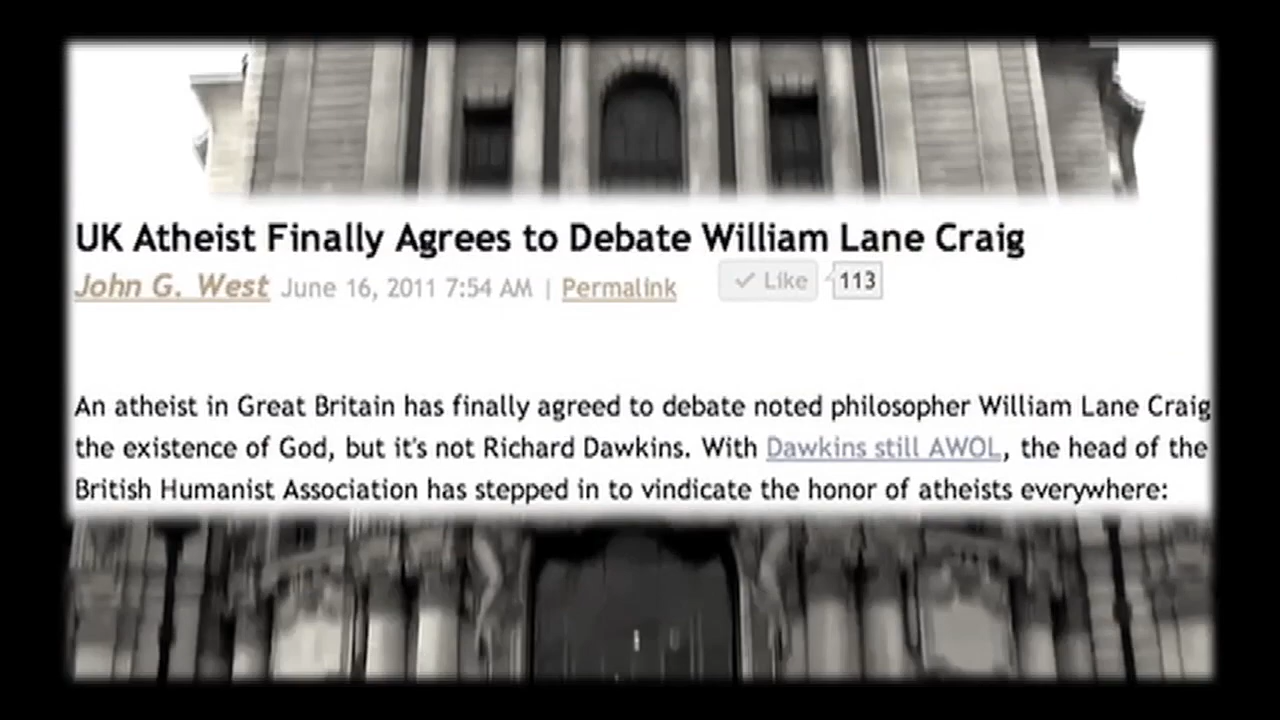 UK Atheist Finally Agrees to Debate William Lane Craig
John G. West June 16, 2011 7:54 AM | Permalink Like 113
An atheist in Great Britain has finally agreed to debate noted philosopher William Lane Craig
the existence of God, but it's not Richard Dawkins. With Dawkins still AWOL, the head of the
British Humanist Association has stepped in to vindicate the honor of atheists everywhere: